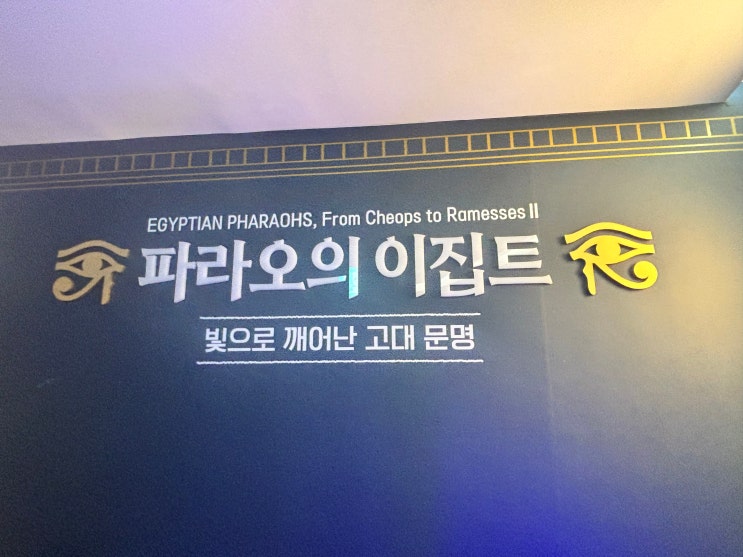 EGYPTIAN PHARAOHS, From Cheops to Ramesses II
파라오의 이집트
빛으로 깨어난 고대 문명